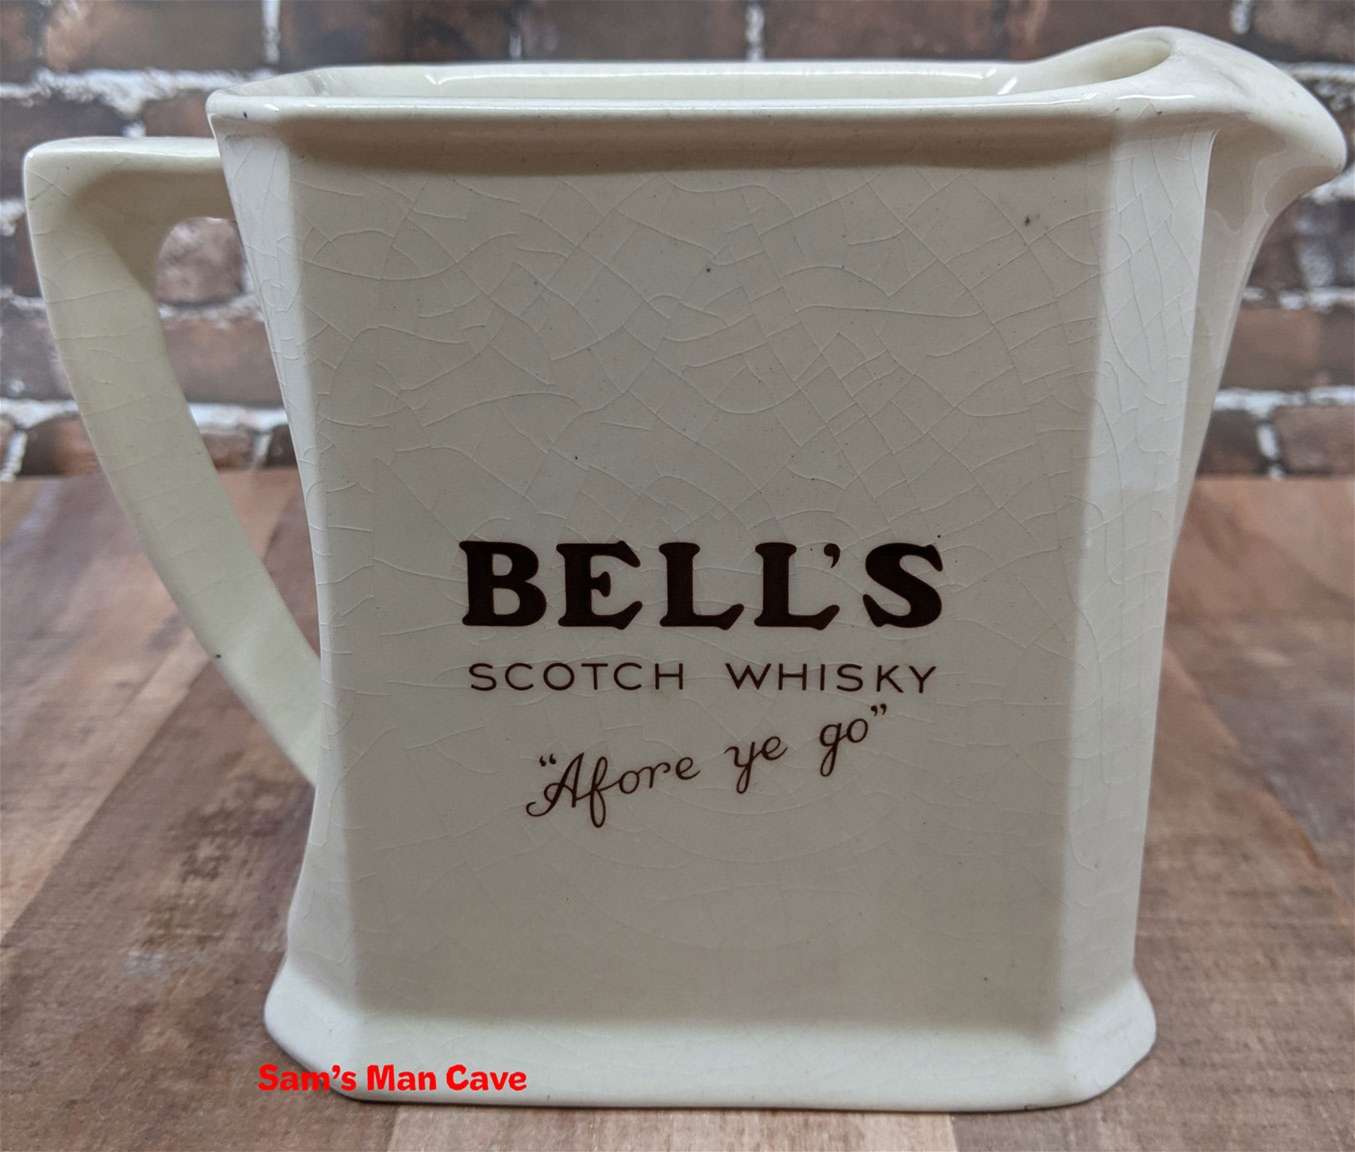 BELL'S
SCOTCH WHISKY
“Afore ye go”
Sam's Man Cave